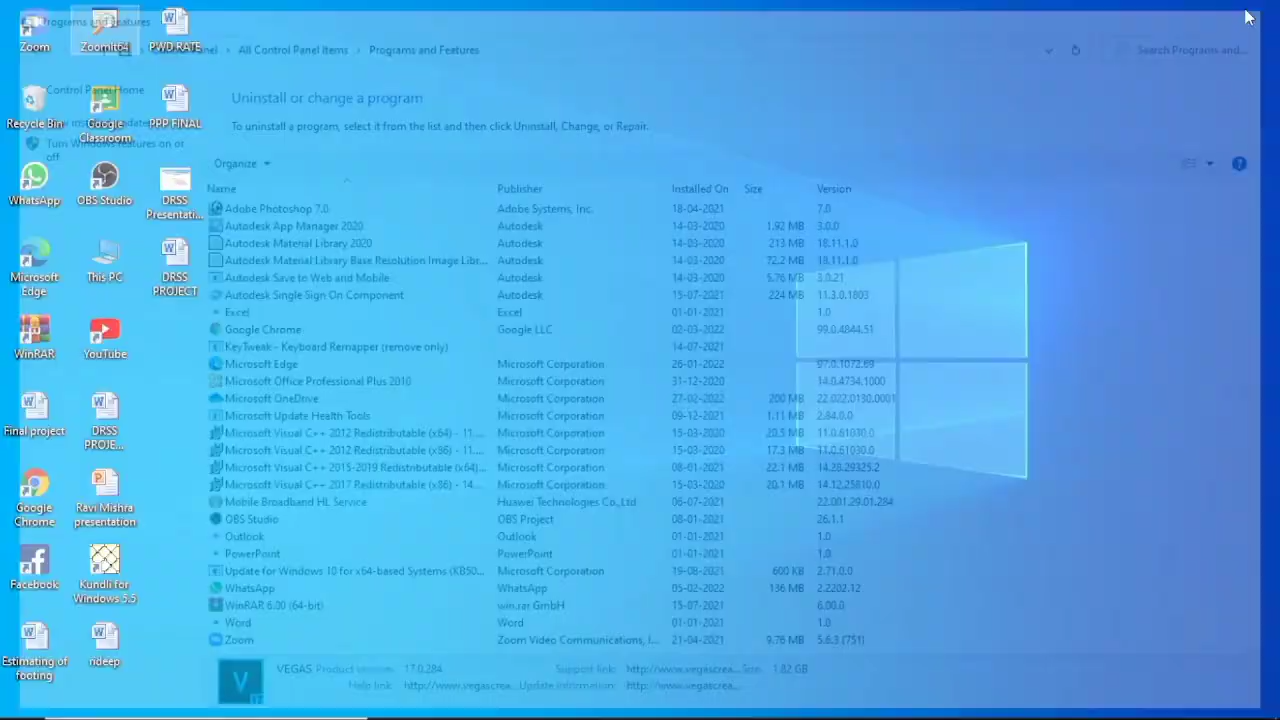 Programs and Features
All Control Panel Items > Programs and Features
Search Programs and...
Zoom
ZoomIt64
PWD RATE
Control Panel Home
Turn Windows features on or
off
Uninstall or change a program
To uninstall a program, select it from the list and then click Uninstall, Change, or Repair.
Organize
Recycle Bin
Google
Classroom
PPP FINAL
WhatsApp
OBS Studio
DRSS
Presentati...
Microsoft
Edge
This PC
DRSS
PROJECT
WinRAR
YouTube
Final project
DRSS
PROJE...
Google
Chrome
Ravi Mishra
presentation
Facebook
Kundli for
Windows 5.5
Estimating of
footing
rideep
Name Publisher Installed On Size Version
Adobe Photoshop 7.0 Adobe Systems, Inc. 18-04-2021 7.0
Autodesk App Manager 2020 Autodesk 14-03-2020 1.92 MB 3.0.0
Autodesk Material Library 2020 Autodesk 14-03-2020 213 MB 18.11.1.0
Autodesk Material Library Base Resolution Image Libr... Autodesk 14-03-2020 72.2 MB 18.11.1.0
Autodesk Save to Web and Mobile Autodesk 14-03-2020 5.76 MB 3.0.21
Autodesk Single Sign On Component Autodesk 15-07-2021 224 MB 11.3.0.1803
Excel Excel 01-01-2021 1.0
Google Chrome Google LLC 02-03-2022 99.0.4844.51
KeyTweak - Keyboard Remapper (remove only) 14-07-2021
Microsoft Edge Microsoft Corporation 26-01-2022 97.0.1072.69
Microsoft Office Professional Plus 2010 Microsoft Corporation 31-12-2020 14.0.4734.1000
Microsoft OneDrive Microsoft Corporation 27-02-2022 200 MB 22.022.0130.0001
Microsoft Update Health Tools Microsoft Corporation 09-12-2021 1.11 MB 2.84.0.0
Microsoft Visual C++ 2012 Redistributable (x64) - 11.... Microsoft Corporation 15-03-2020 20.5 MB 11.0.61030.0
Microsoft Visual C++ 2012 Redistributable (x86) - 11.... Microsoft Corporation 15-03-2020 17.3 MB 11.0.61030.0
Microsoft Visual C++ 2015-2019 Redistributable (x64)... Microsoft Corporation 08-01-2021 22.1 MB 14.28.29325.2
Microsoft Visual C++ 2017 Redistributable (x86) - 14.... Microsoft Corporation 15-03-2020 20.1 MB 14.12.25810.0
Mobile Broadband HL Service Huawei Technologies Co.,Ltd 06-07-2021 22.001.29.01.284
OBS Studio OBS Project 08-01-2021 26.1.1
Outlook Outlook 01-01-2021 1.0
PowerPoint PowerPoint 01-01-2021 1.0
Update for Windows 10 for x64-based Systems (KB50... Microsoft Corporation 19-08-2021 600 KB 2.71.0.0
WhatsApp WhatsApp 05-02-2022 136 MB 2.2202.12
WinRAR 6.00 (64-bit) win.rar GmbH 15-07-2021 6.00.0
Word Word 01-01-2021 1.0
Zoom Zoom Video Communications, I... 21-04-2021 9.76 MB 5.6.3 (751)
VEGAS Product version: 17.0.284 Support link: http://www.vegascrea... Size: 1.82 GB
Help link: http://www.vegascrea... Update information: http://www.vegascrea...